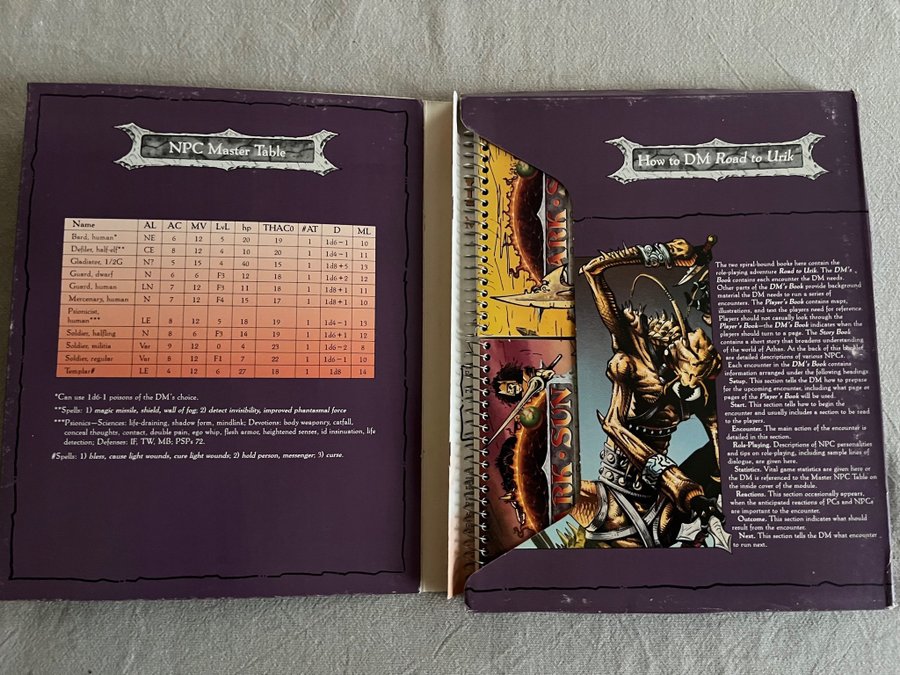 NPC Master Table
Name AL AC MV LvL hp THAC0 #AT D ML
Bard, human* NE 6 12 5 20 19 1 1d6-1 10
Defiler, half-elf** CE 8 12 4 10 20 1 1d4-1 11
Gladiator, 1/2G N? 5 15 4 40 15 1 1d8+5 13
Guard, dwarf N 6 6 F3 12 18 1 1d6+2 12
Guard, human LN 7 12 F3 11 18 1 1d8+1 11
Mercenary, human N 7 12 F4 15 17 1 1d8+1 10
Psionicist,
human*** LE 8 12 5 18 19 1 1d4-1 13
Soldier, halfling N 8 6 F3 14 19 1 1d6+1 12
Soldier, militia Var 9 12 0 4 23 1 1d6-2 8
Soldier, regular Var 8 12 F1 7 22 1 1d6-1 10
Templar# LE 4 12 6 27 18 1 1d8 14
*Can use 1d6-1 poisons of the DM's choice.
**Spells: 1) magic missile, shield, wall of fog; 2) detect invisibility, improved phantasmal force
***Psionics—Sciences: life-draining, shadow form, mindlink; Devotions: body weaponry, catfall,
conceal thoughts, contact, double pain, ego whip, flesh armor, heightened senses, id insinuation, life
detection; Defenses: IF, TW, MB; PSPs 72.
#Spells: 1) bless, cause light wounds, cure light wounds; 2) hold person, messenger; 3) curse.
How to DM Road to Urik
The two spiral-bound books here contain the
role-playing adventure Road to Urik. The DM's
Book contains each encounter the DM needs.
Other parts of the DM's Book provide background
material the DM needs to run a series of
encounters. The Player's Book contains maps,
illustrations, and text the players need for reference.
Players should not casually look through the
Player's Book—the DM's Book indicates when the
players should turn to a page. The Story Book
contains a short story that broadens understanding
of the world of Athas. At the back of this booklet
are detailed descriptions of various NPCs.
Each encounter in the DM's Book contains
information arranged under the following headings
Setup. This section tells the DM how to prepare
for the upcoming encounter, including what page or
pages of the Player's Book will be used.
Start. This section tells how to begin the
encounter and usually includes a section to be read
to the players.
Encounter. The main action of the encounter is
detailed in this section.
Role-Playing. Descriptions of NPC personalities
and tips on role-playing, including sample lines of
dialogue, are given here.
Statistics. Vital game statistics are given here or
the DM is referenced to the Master NPC Table on
the inside cover of the module.
Reactions. This section occasionally appears,
when the anticipated reactions of PCs and NPCs
are important to the encounter.
Outcome. This section indicates what should
result from the encounter.
Next. This section tells the DM what encounter
to run next.
ARK·S
ARK·SUN